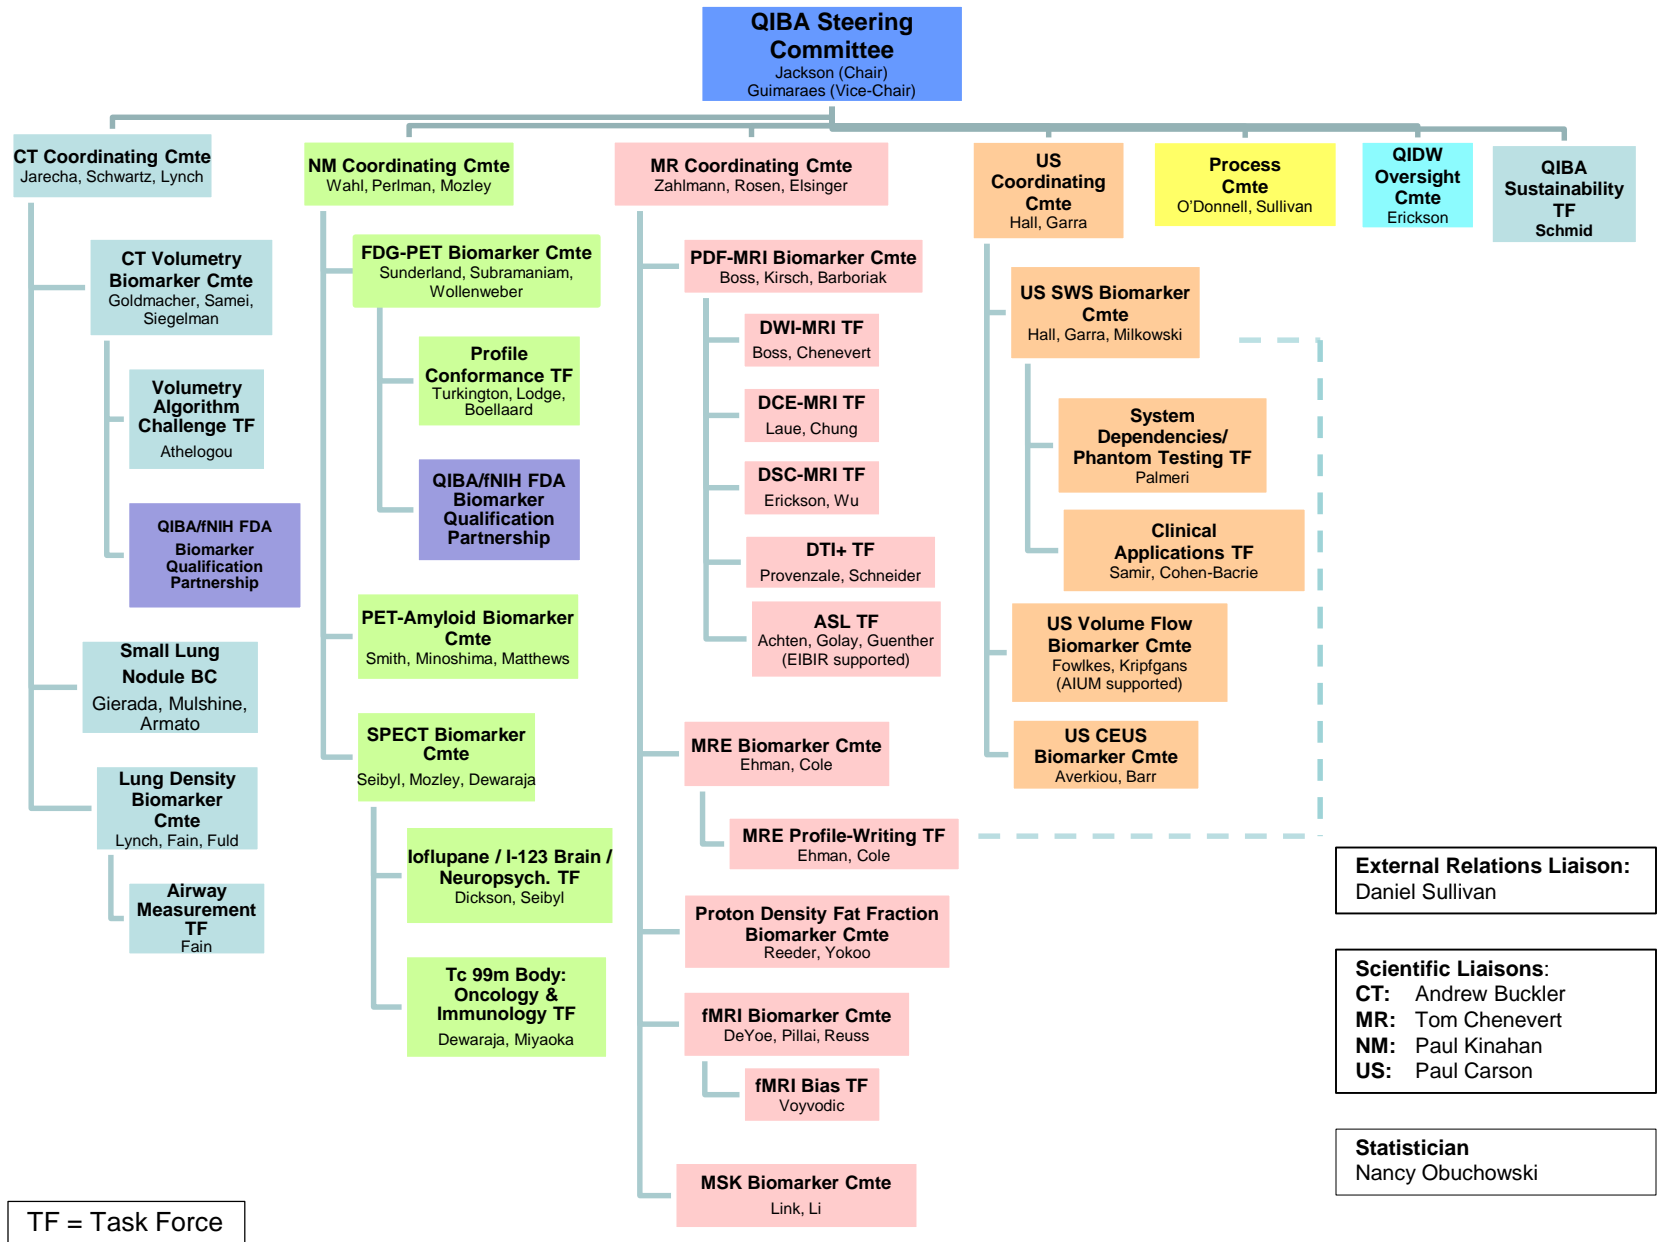 QIBA Steering
Committee
Jackson (Chair)
Guimaraes (Vice-Chair)
CT Coordinating Cmte
Jarecha, Schwartz, Lynch
CT Volumetry
Biomarker Cmte
Goldmacher, Samei,
Siegelman
Volumetry
Algorithm
Challenge TF
Athelogou
QIBA/fNIH FDA
Biomarker
Qualification
Partnership
Small Lung
Nodule BC
Gierada, Mulshine,
Armato
Lung Density
Biomarker
Cmte
Lynch, Fain, Fuld
Airway
Measurement
TF
Fain
NM Coordinating Cmte
Wahl, Perlman, Mozley
FDG-PET Biomarker Cmte
Sunderland, Subramaniam,
Wollenweber
Profile
Conformance TF
Turkington, Lodge,
Boellaard
QIBA/fNIH FDA
Biomarker
Qualification
Partnership
PET-Amyloid Biomarker
Cmte
Smith, Minoshima, Matthews
SPECT Biomarker
Cmte
Seibyl, Mozley, Dewaraja
Ioflupane / I-123 Brain /
Neuropsych. TF
Dickson, Seibyl
Tc 99m Body:
Oncology &
Immunology TF
Dewaraja, Miyaoka
MR Coordinating Cmte
Zahlmann, Rosen, Elsinger
PDF-MRI Biomarker Cmte
Boss, Kirsch, Barboriak
DWI-MRI TF
Boss, Chenevert
DCE-MRI TF
Laue, Chung
DSC-MRI TF
Erickson, Wu
DTI+ TF
Provenzale, Schneider
ASL TF
Achten, Golay, Guenther
(EIBIR supported)
MRE Biomarker Cmte
Ehman, Cole
MRE Profile-Writing TF
Ehman, Cole
Proton Density Fat Fraction
Biomarker Cmte
Reeder, Yokoo
fMRI Biomarker Cmte
DeYoe, Pillai, Reuss
fMRI Bias TF
Voyvodic
MSK Biomarker Cmte
Link, Li
US
Coordinating
Cmte
Hall, Garra
US SWS Biomarker
Cmte
Hall, Garra, Milkowski
System
Dependencies/
Phantom Testing TF
Palmeri
Clinical
Applications TF
Samir, Cohen-Bacrie
US Volume Flow
Biomarker Cmte
Fowlkes, Kripfgans
(AIUM supported)
US CEUS
Biomarker Cmte
Averkiou, Barr
Process
Cmte
O'Donnell, Sullivan
QIDW
Oversight
Cmte
Erickson
QIBA
Sustainability
TF
Schmid
External Relations Liaison:
Daniel Sullivan
Scientific Liaisons:
CT: Andrew Buckler
MR: Tom Chenevert
NM: Paul Kinahan
US: Paul Carson
Statistician
Nancy Obuchowski
TF = Task Force